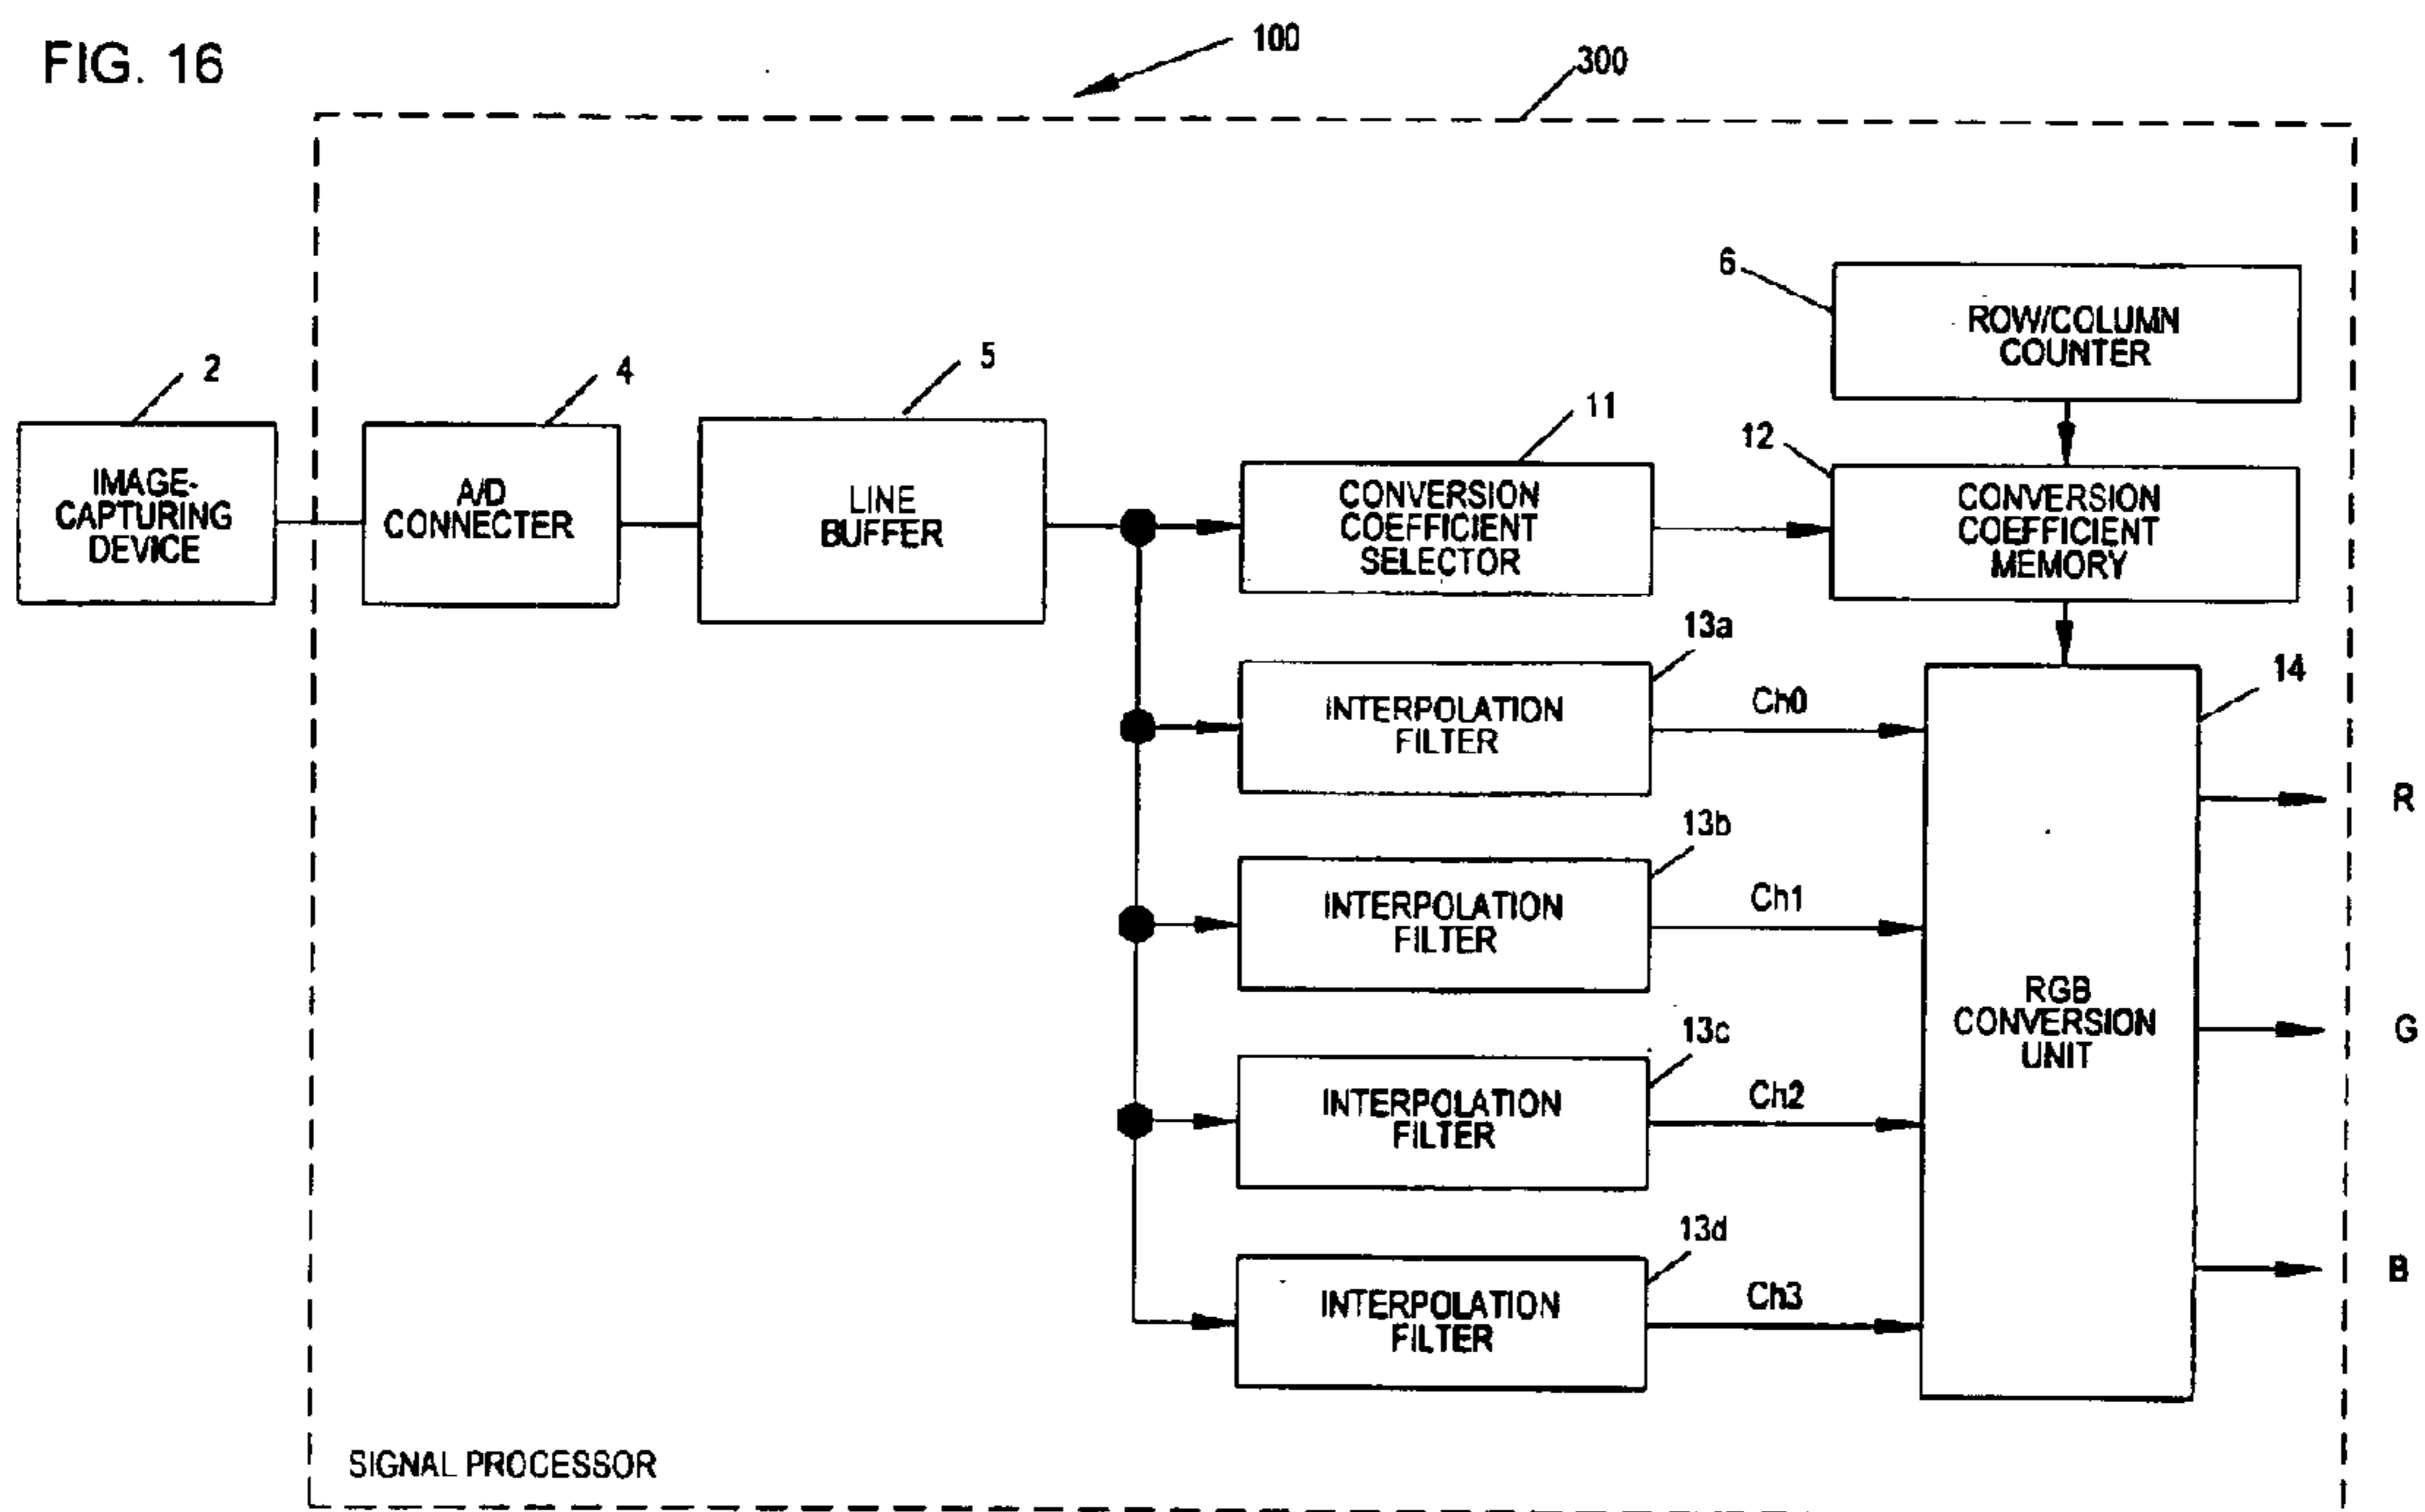 FIG. 16
100
300
6
ROW/COLUMN
COUNTER
2
4
5
11
12
IMAGE-
CAPTURING
DEVICE
A/D
CONNECTER
LINE
BUFFER
CONVERSION
COEFFICIENT
SELECTOR
CONVERSION
COEFFICIENT
MEMORY
13a
INTERPOLATION
FILTER
Ch0
14
R
13b
INTERPOLATION
FILTER
Ch1
RGB
CONVERSION
UNIT
G
13c
INTERPOLATION
FILTER
Ch2
13d
INTERPOLATION
FILTER
Ch3
B
SIGNAL PROCESSOR